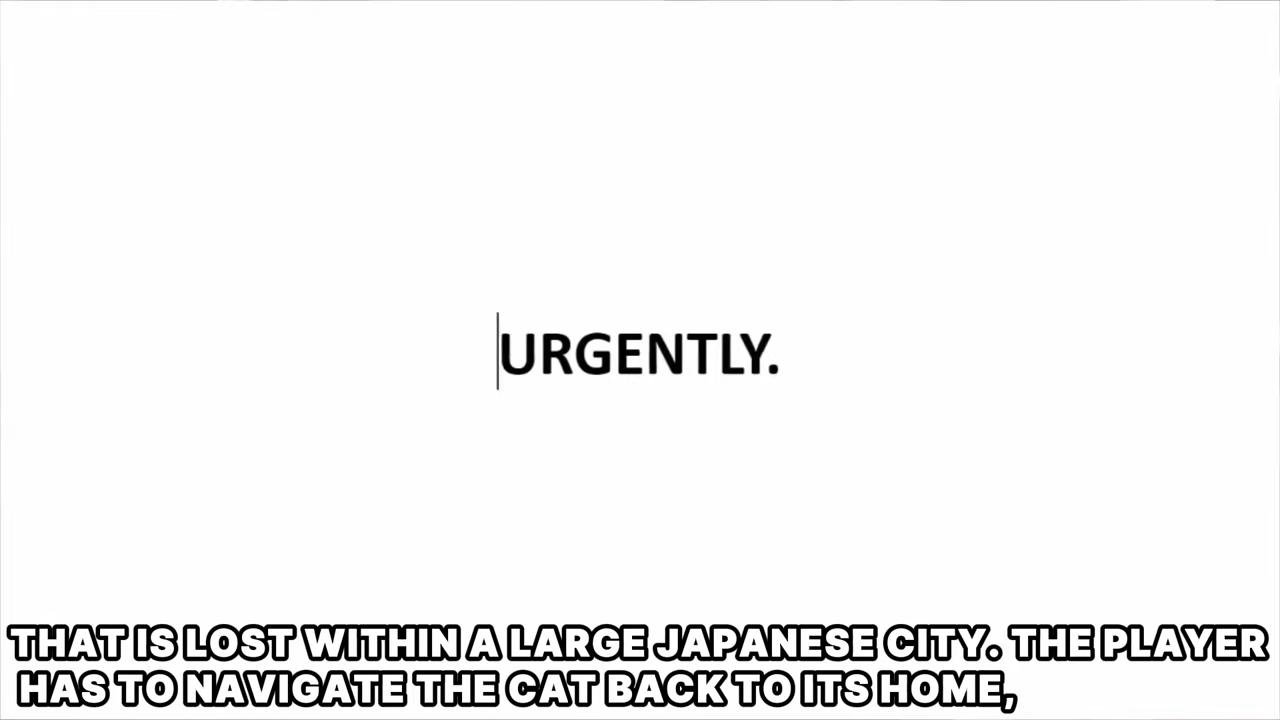 URGENTLY.
THAT IS LOST WITHIN A LARGE JAPANESE CITY. THE PLAYER
HAS TO NAVIGATE THE CAT BACK TO ITS HOME,